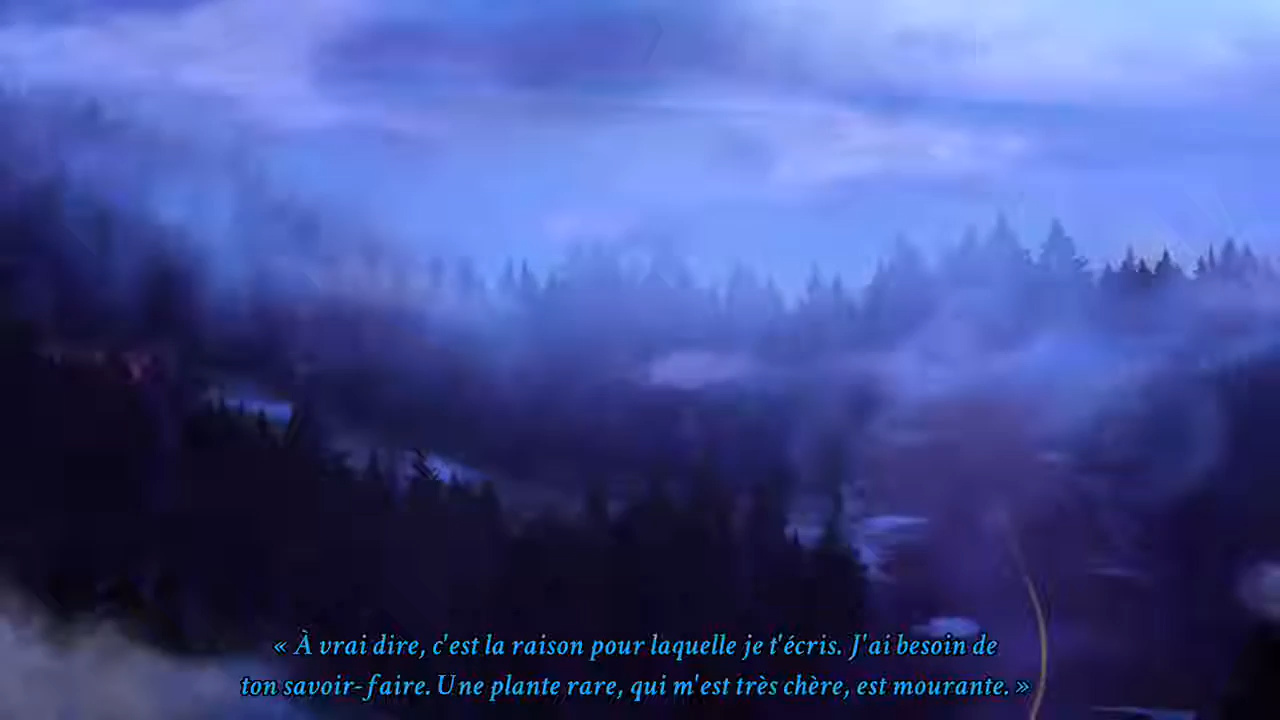 « À vrai dire, c'est la raison pour laquelle je t'écris. J'ai besoin de
ton savoir-faire. Une plante rare, qui m'est très chère, est mourante. »